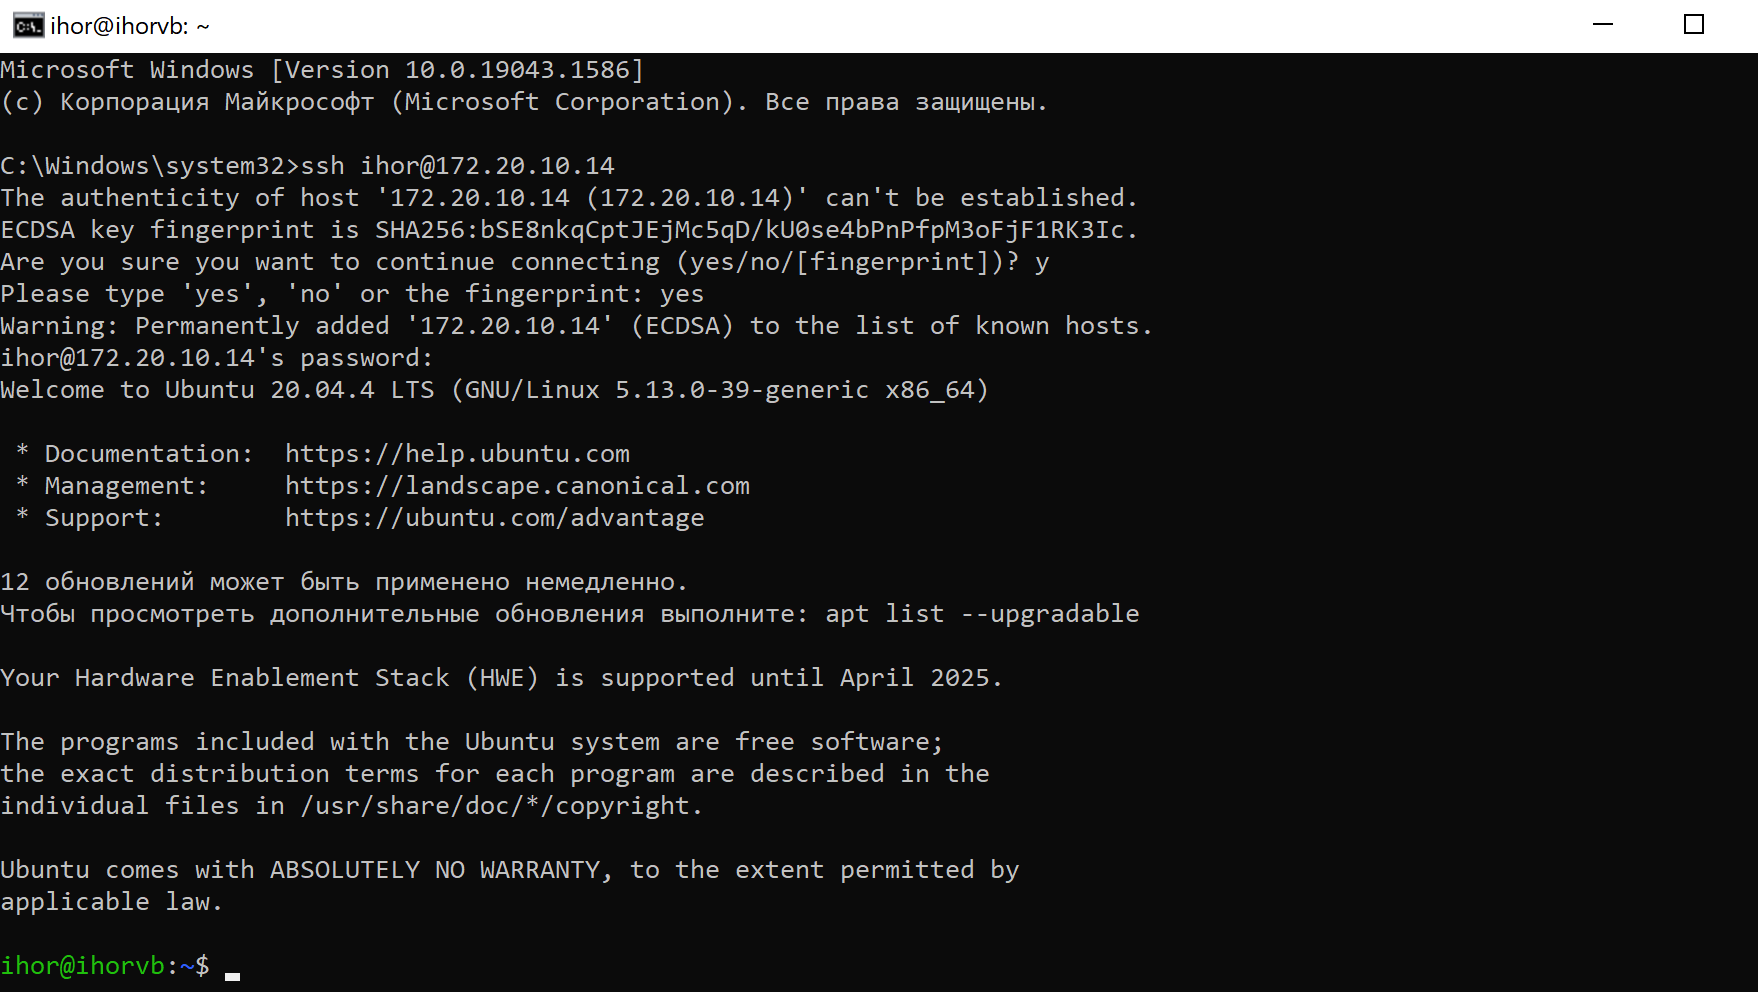 ihor@ihorvb: ~
Microsoft Windows [Version 10.0.19043.1586]
(c) Корпорация Майкрософт (Microsoft Corporation). Все права защищены.
C:\Windows\system32>ssh ihor@172.20.10.14
The authenticity of host '172.20.10.14 (172.20.10.14)' can't be established.
ECDSA key fingerprint is SHA256:bSE8nkqCptJEjMc5qD/kU0se4bPnPfpM3oFjF1RK3Ic.
Are you sure you want to continue connecting (yes/no/[fingerprint])? y
Please type 'yes', 'no' or the fingerprint: yes
Warning: Permanently added '172.20.10.14' (ECDSA) to the list of known hosts.
ihor@172.20.10.14's password:
Welcome to Ubuntu 20.04.4 LTS (GNU/Linux 5.13.0-39-generic x86_64)
* Documentation:  https://help.ubuntu.com
* Management:     https://landscape.canonical.com
* Support:        https://ubuntu.com/advantage
12 обновлений может быть применено немедленно.
Чтобы просмотреть дополнительные обновления выполните: apt list --upgradable
Your Hardware Enablement Stack (HWE) is supported until April 2025.
The programs included with the Ubuntu system are free software;
the exact distribution terms for each program are described in the
individual files in /usr/share/doc/*/copyright.
Ubuntu comes with ABSOLUTELY NO WARRANTY, to the extent permitted by
applicable law.
ihor@ihorvb:~$